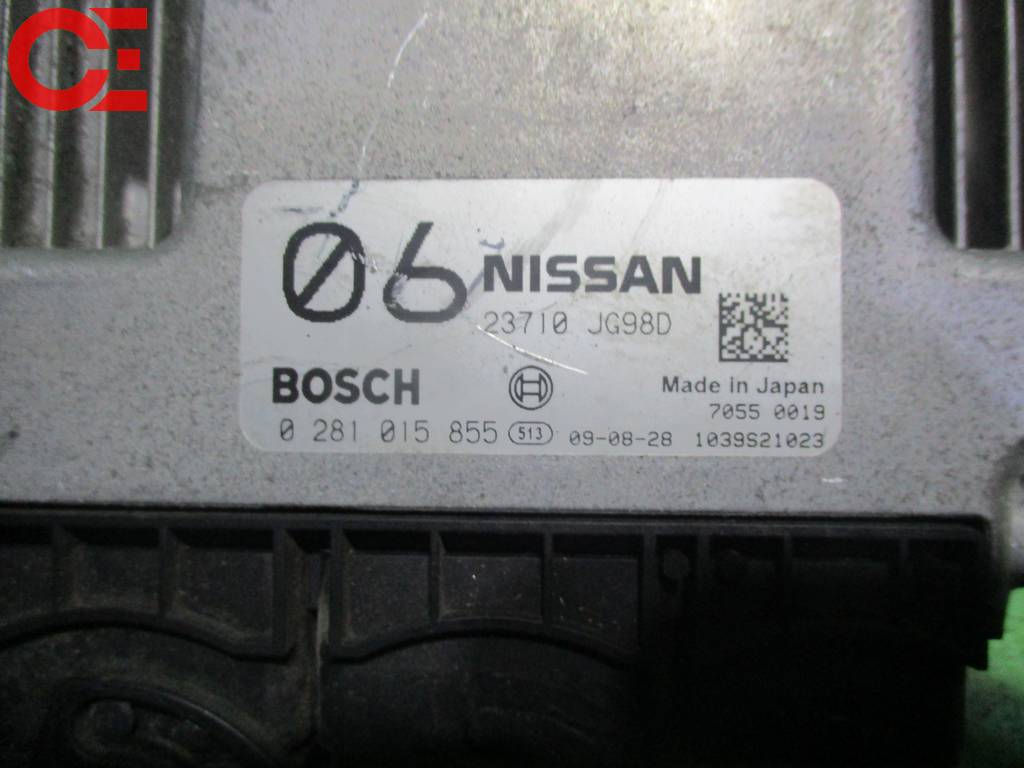 CE
06 NISSAN
23710 JG98D
BOSCH
Made in Japan
7055 0019
0 281 015 855 513 09-08-28 1039S21023